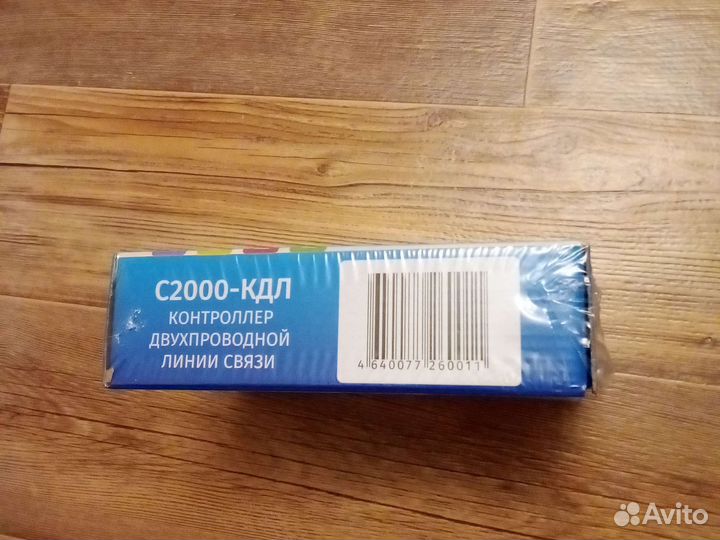 С2000-КДЛ
КОНТРОЛЛЕР
ДВУХПРОВОДНОЙ
ЛИНИИ СВЯЗИ
4 640077 260011
Avito